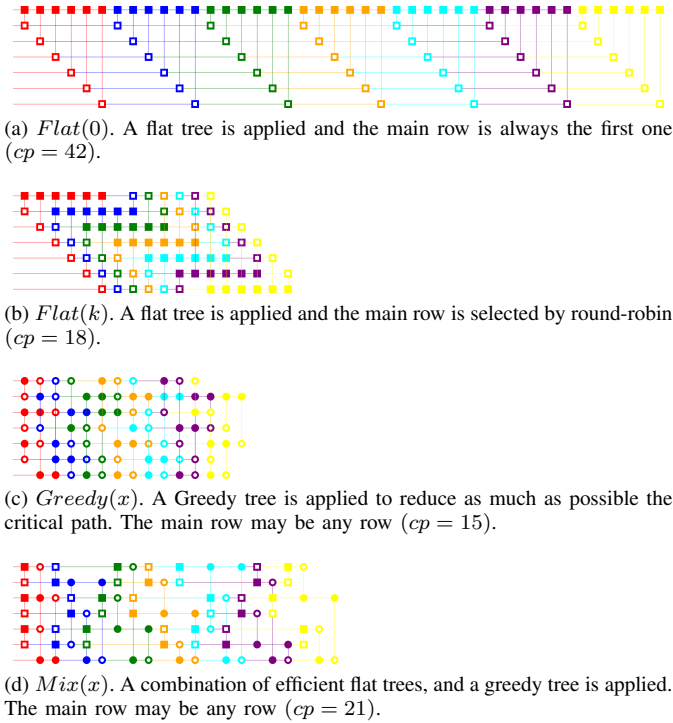 (a) Flat(0). A flat tree is applied and the main row is always the first one
(cp = 42).
(b) Flat(k). A flat tree is applied and the main row is selected by round-robin
(cp = 18).
(c) Greedy(x). A Greedy tree is applied to reduce as much as possible the
critical path. The main row may be any row (cp = 15).
(d) Mix(x). A combination of efficient flat trees, and a greedy tree is applied.
The main row may be any row (cp = 21).